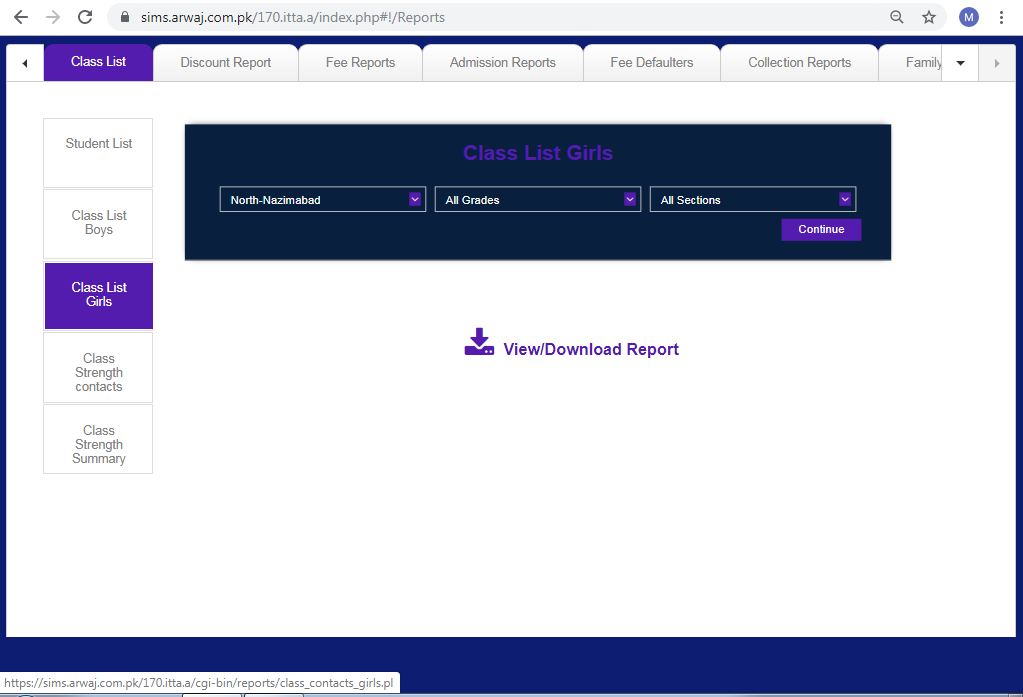 sims.arwaj.com.pk/170.itta.a/index.php#!/Reports
M
Class List
Discount Report
Fee Reports
Admission Reports
Fee Defaulters
Collection Reports
Family
Student List
Class List
Boys
Class List
Girls
Class
Strength
contacts
Class
Strength
Summary
Class List Girls
North-Nazimabad
All Grades
All Sections
Continue
View/Download Report
https://sims.arwaj.com.pk/170.itta.a/cgi-bin/reports/class_contacts_girls.pl